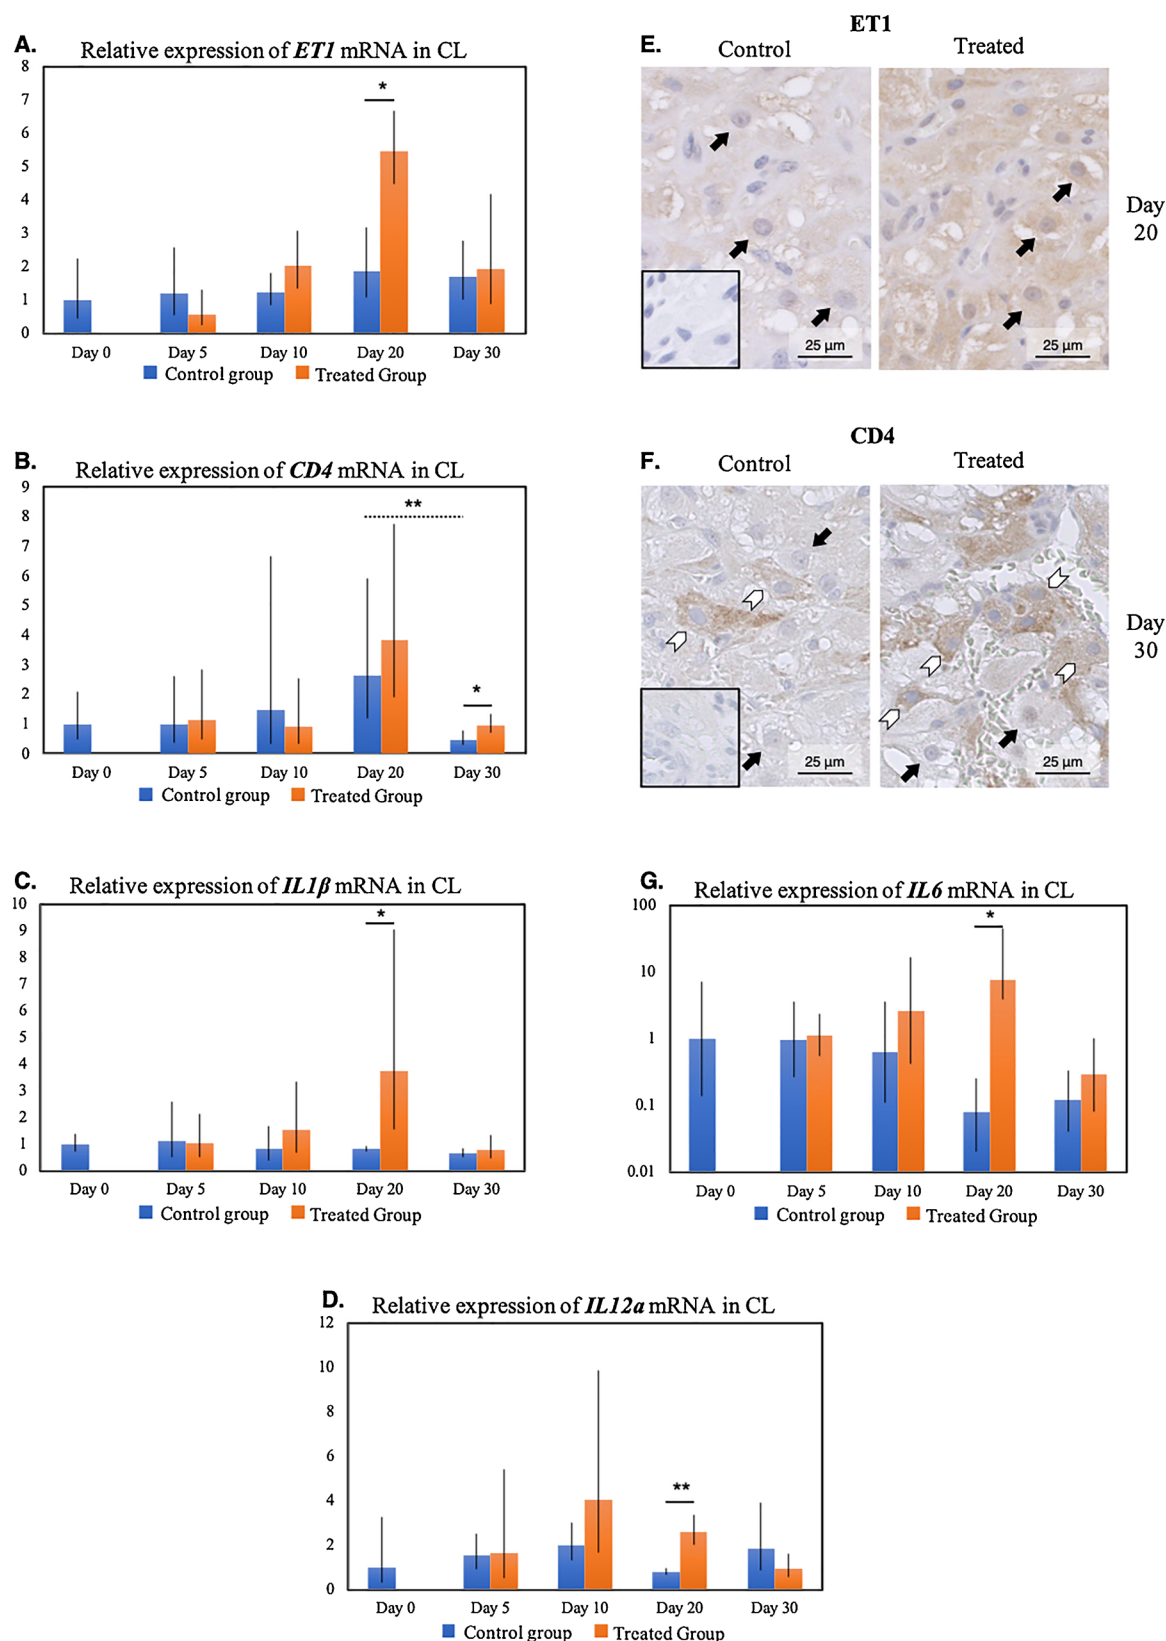 A.
Relative expression of ET1 mRNA in CL
8
7
6
5
4
3
2
1
0
*
Day 0 Day 5 Day 10 Day 20 Day 30
Control group Treated Group
ET1
E.
Control Treated
25 µm 25 µm
Day
20
B.
Relative expression of CD4 mRNA in CL
9
8
7
6
5
4
3
2
1
0
**
*
Day 0 Day 5 Day 10 Day 20 Day 30
Control group Treated Group
CD4
F.
Control Treated
25 µm 25 µm
Day
30
C.
Relative expression of IL1β mRNA in CL
10
9
8
7
6
5
4
3
2
1
0
*
Day 0 Day 5 Day 10 Day 20 Day 30
Control group Treated Group
G.
Relative expression of IL6 mRNA in CL
100
10
1
0.1
0.01
*
Day 0 Day 5 Day 10 Day 20 Day 30
Control group Treated Group
D.
Relative expression of IL12a mRNA in CL
12
10
8
6
4
2
0
**
Day 0 Day 5 Day 10 Day 20 Day 30
Control group Treated Group